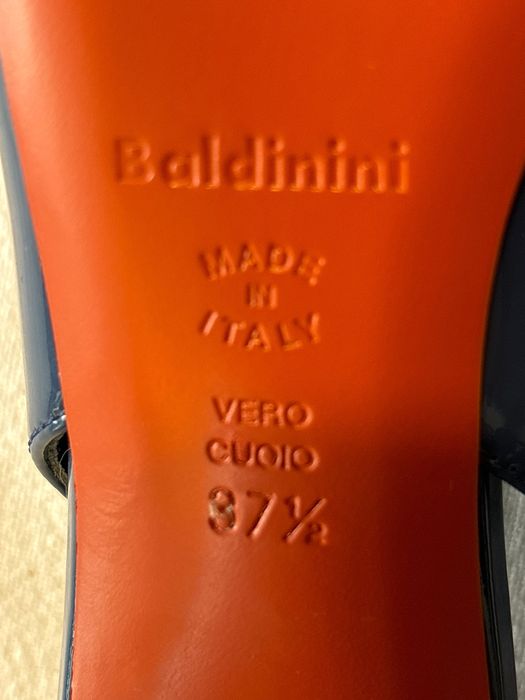 Baldinini
MADE
IN
ITALY
VERO
CUOIO
37½